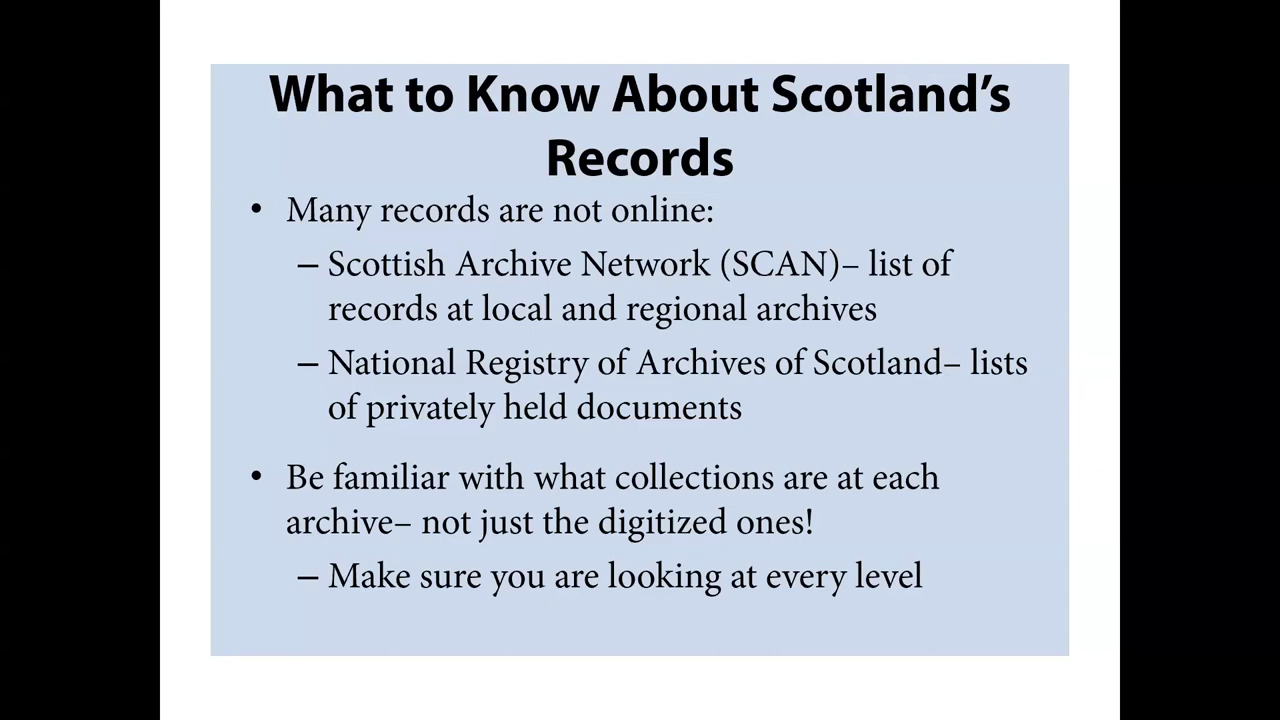 What to Know About Scotland’s
Records
• Many records are not online:
– Scottish Archive Network (SCAN)– list of
records at local and regional archives
– National Registry of Archives of Scotland– lists
of privately held documents
• Be familiar with what collections are at each
archive– not just the digitized ones!
– Make sure you are looking at every level